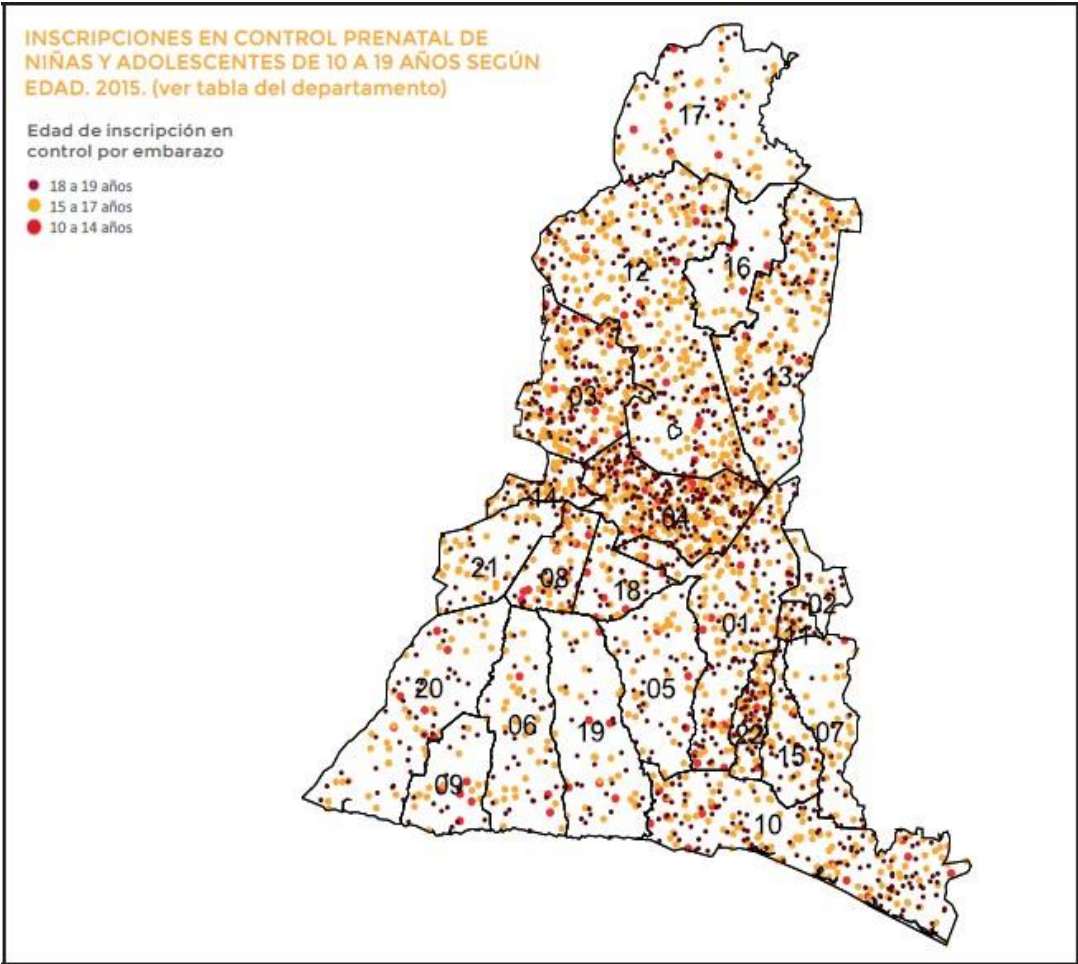 INSCRIPCIONES EN CONTROL PRENATAL DE
NIÑAS Y ADOLESCENTES DE 10 A 19 AÑOS SEGÚN
EDAD. 2015. (ver tabla del departamento)
Edad de inscripción en
control por embarazo
18 a 19 años
15 a 17 años
10 a 14 años
17
12
16
13
03
14
04
21
08
18
02
01
11
20
05
06
19
22
07
15
09
10